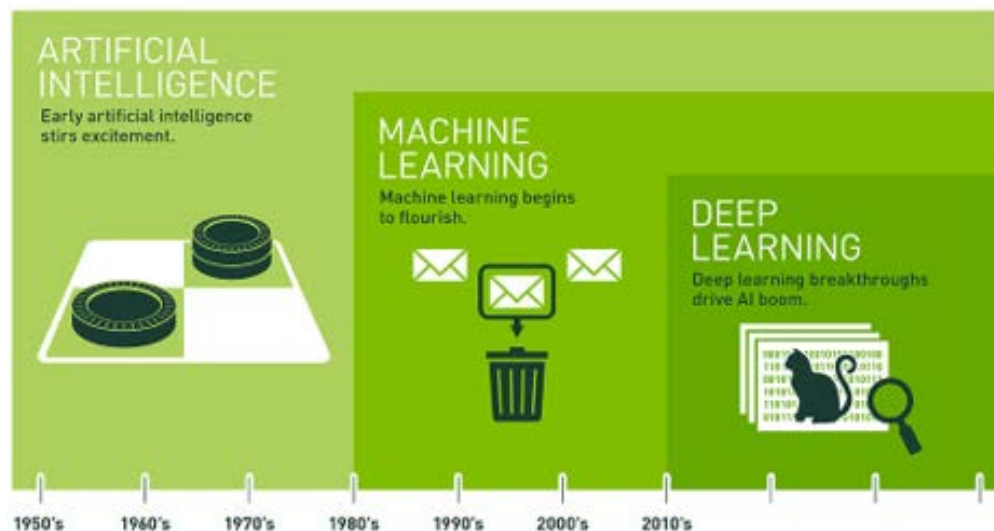 ARTIFICIAL
INTELLIGENCE
Early artificial intelligence
stirs excitement.
MACHINE
LEARNING
Machine learning begins
to flourish.
DEEP
LEARNING
Deep learning breakthroughs
drive AI boom.
1950's 1960's 1970's 1980's 1990's 2000's 2010's